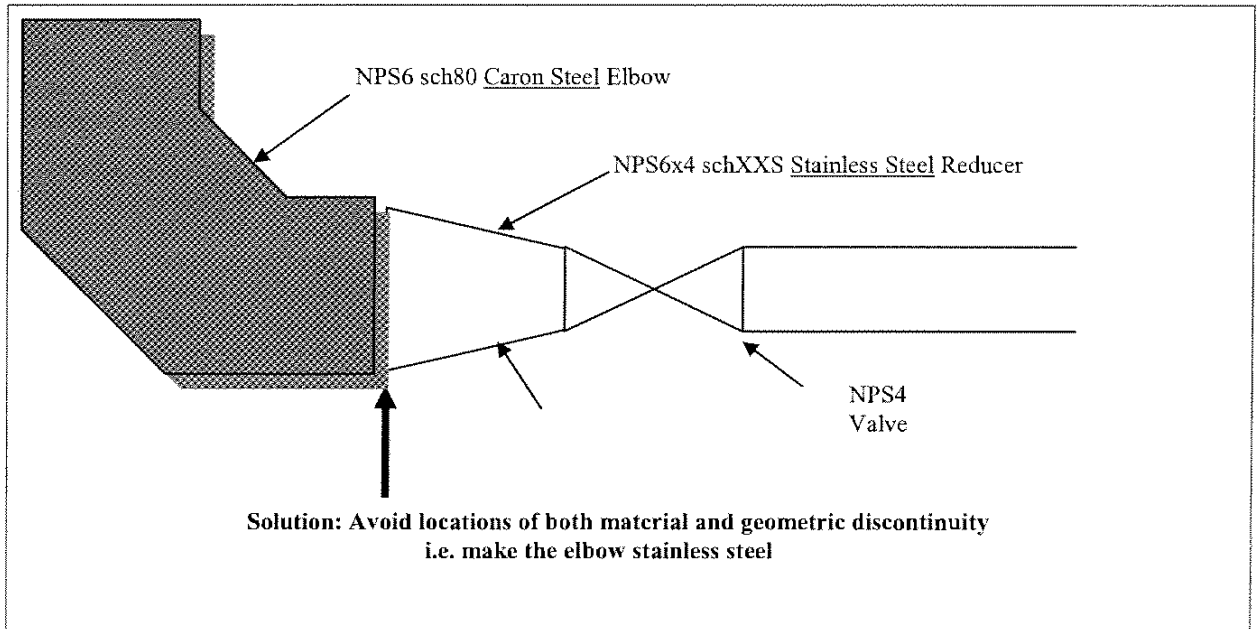 NPS6 sch80 Caron Steel Elbow
NPS6x4 schXXS Stainless Steel Reducer
NPS4
Valve
Solution: Avoid locations of both material and geometric discontinuity
i.e. make the elbow stainless steel